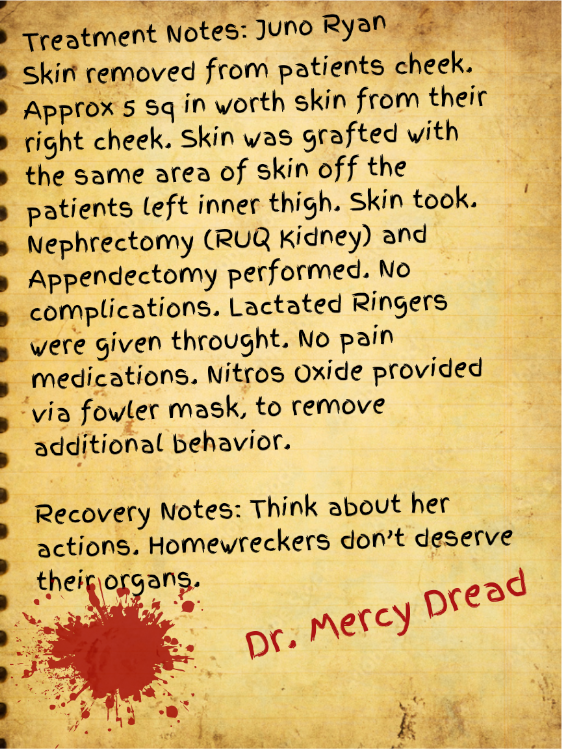 Treatment Notes: Juno Ryan
Skin removed from patients cheek.
Approx 5 sq in worth skin from their
right cheek. Skin was grafted with
the same area of skin off the
patients left inner thigh. Skin took.
Nephrectomy (RUQ Kidney) and
Appendectomy performed. No
complications. Lactated Ringers
were given throught. No pain
medications. Nitros Oxide provided
via fowler mask, to remove
additional behavior.
Recovery Notes: Think about her
actions. Homewreckers don't deserve
their organs.
Dr. Mercy Dread